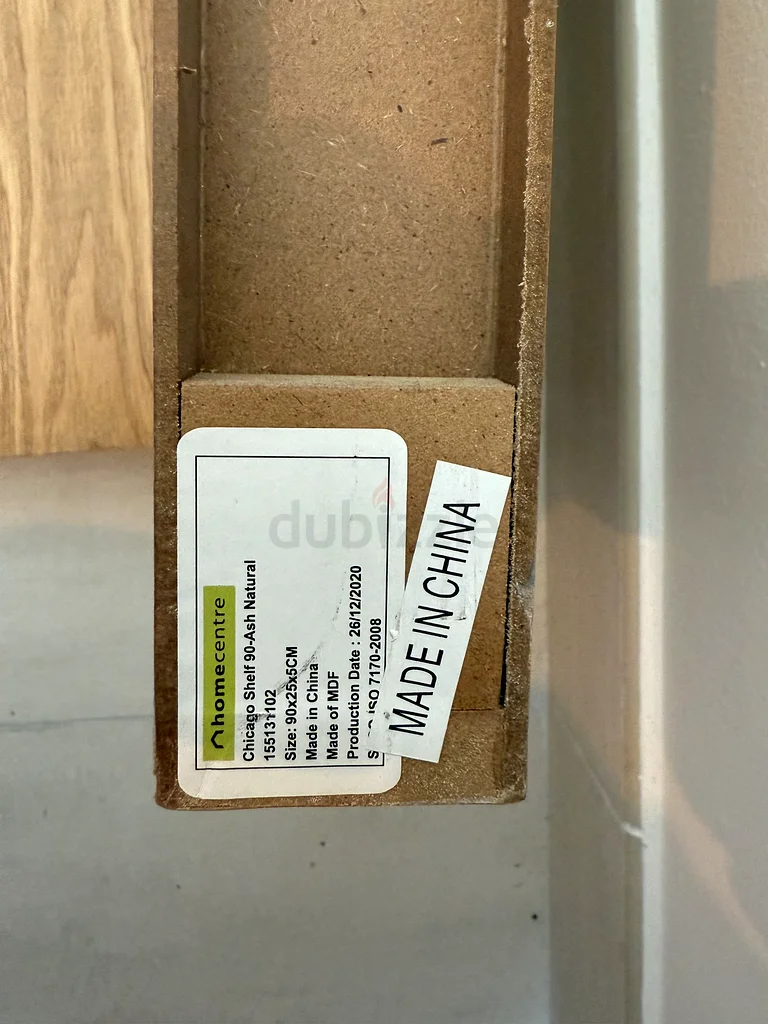 homecentre
Chicago Shelf 90-Ash Natural
155131102
Size: 90x25x5CM
Made in China
Made of MDF
Production Date : 26/12/2020
ISO 7170-2008
MADE IN CHINA
dubizzle